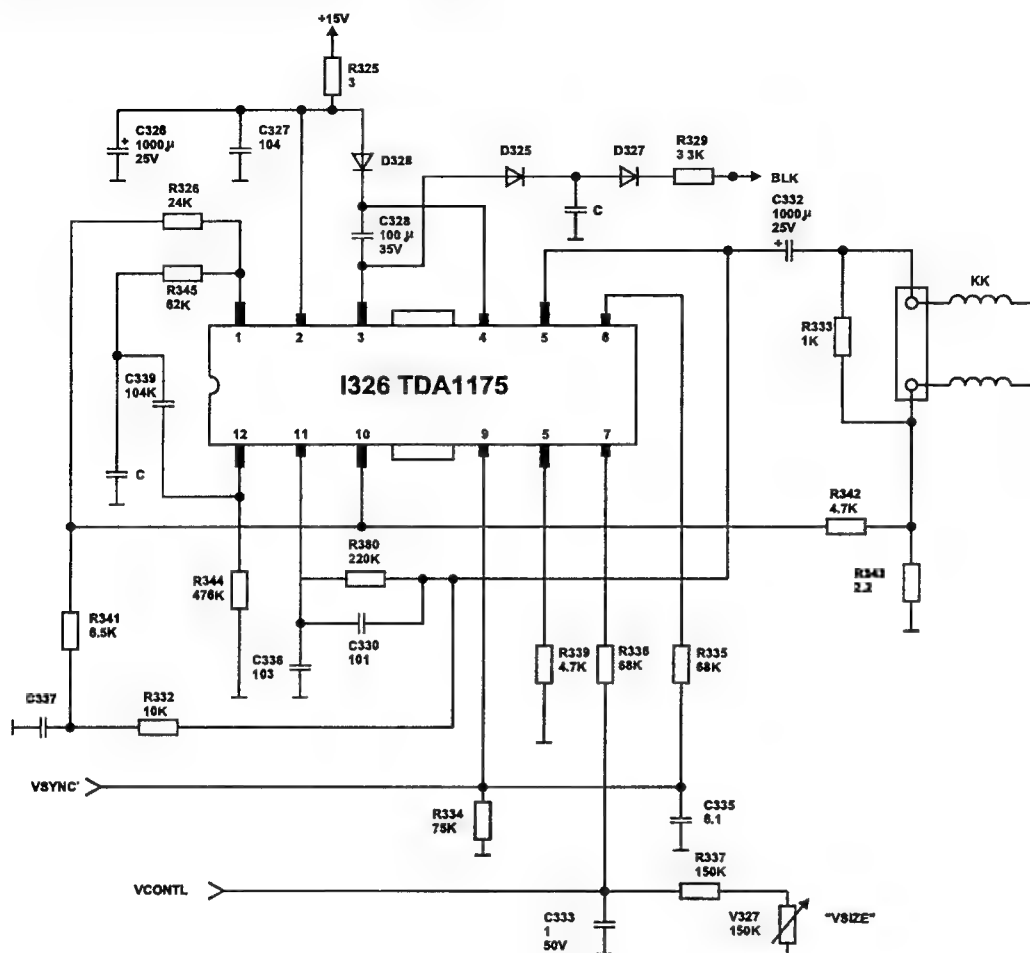 +15V
R325
3
C326
1000µ
25V
C327
104
D328
D325
D327
R329
3 3K
BLK
R326
24K
C328
100µ
35V
C
C332
1000µ
25V
R345
62K
KK
R333
1K
1
2
3
4
5
6
I326 TDA1175
C339
104K
12
11
10
9
5
7
C
R342
4.7K
R380
220K
R344
476K
R343
2.2
R341
6.5K
C330
101
C336
103
R339
4.7K
R336
68K
R335
68K
C337
R332
10K
VSYNC'
R334
75K
C335
6.1
R337
150K
VCONTL
C333
1
50V
V327
150K
"VSIZE"